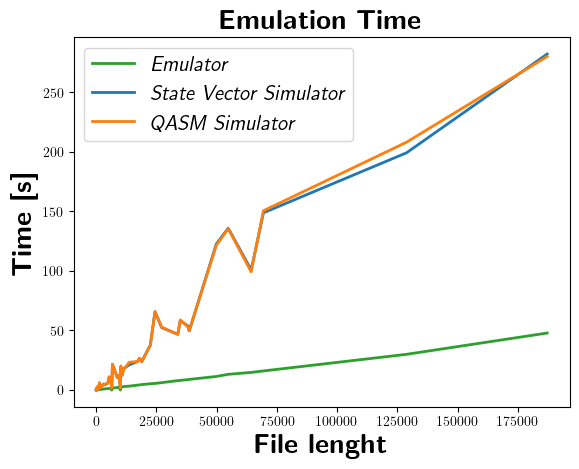 Emulation Time
Emulator
State Vector Simulator
QASM Simulator
Time [s]
250
200
150
100
50
0
0 25000 50000 75000 100000 125000 150000 175000
File lenght